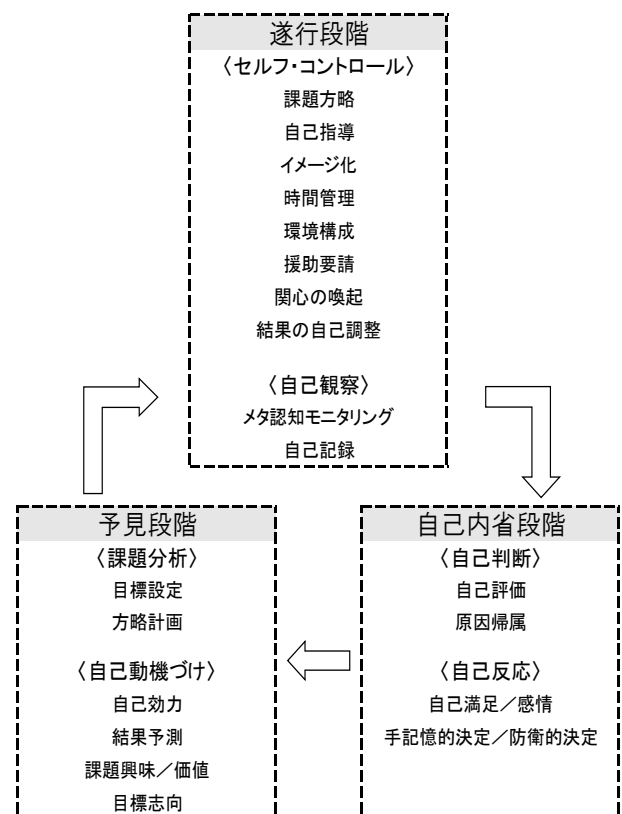 遂行段階
〈セルフ・コントロール〉
課題方略
自己指導
イメージ化
時間管理
環境構成
援助要請
関心の喚起
結果の自己調整
〈自己観察〉
メタ認知モニタリング
自己記録
予見段階
〈課題分析〉
目標設定
方略計画
〈自己動機づけ〉
自己効力
結果予測
課題興味／価値
目標志向
自己内省段階
〈自己判断〉
自己評価
原因帰属
〈自己反応〉
自己満足／感情
手記憶的決定／防衛的決定